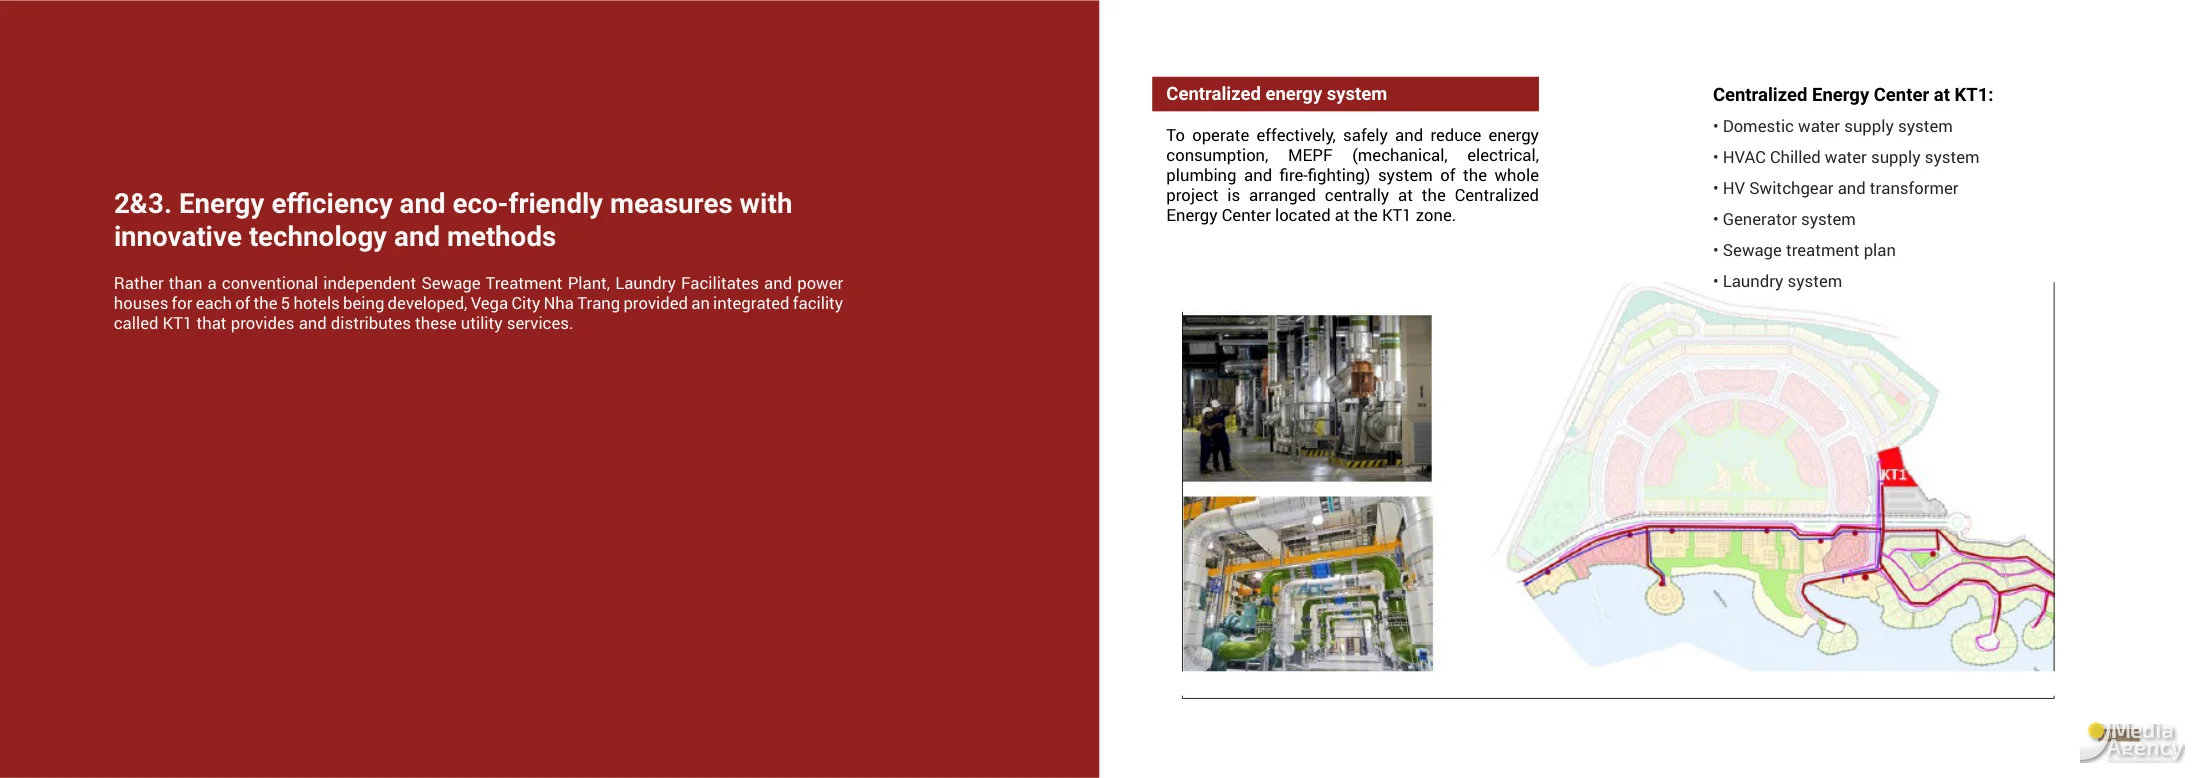 2&3. Energy efficiency and eco-friendly measures with
innovative technology and methods
Rather than a conventional independent Sewage Treatment Plant, Laundry Facilitates and power
houses for each of the 5 hotels being developed, Vega City Nha Trang provided an integrated facility
called KT1 that provides and distributes these utility services.
Centralized energy system
To operate effectively, safely and reduce energy
consumption, MEPF (mechanical, electrical,
plumbing and fire-fighting) system of the whole
project is arranged centrally at the Centralized
Energy Center located at the KT1 zone.
Centralized Energy Center at KT1:
• Domestic water supply system
• HVAC Chilled water supply system
• HV Switchgear and transformer
• Generator system
• Sewage treatment plan
• Laundry system
KT1
Media
Agency